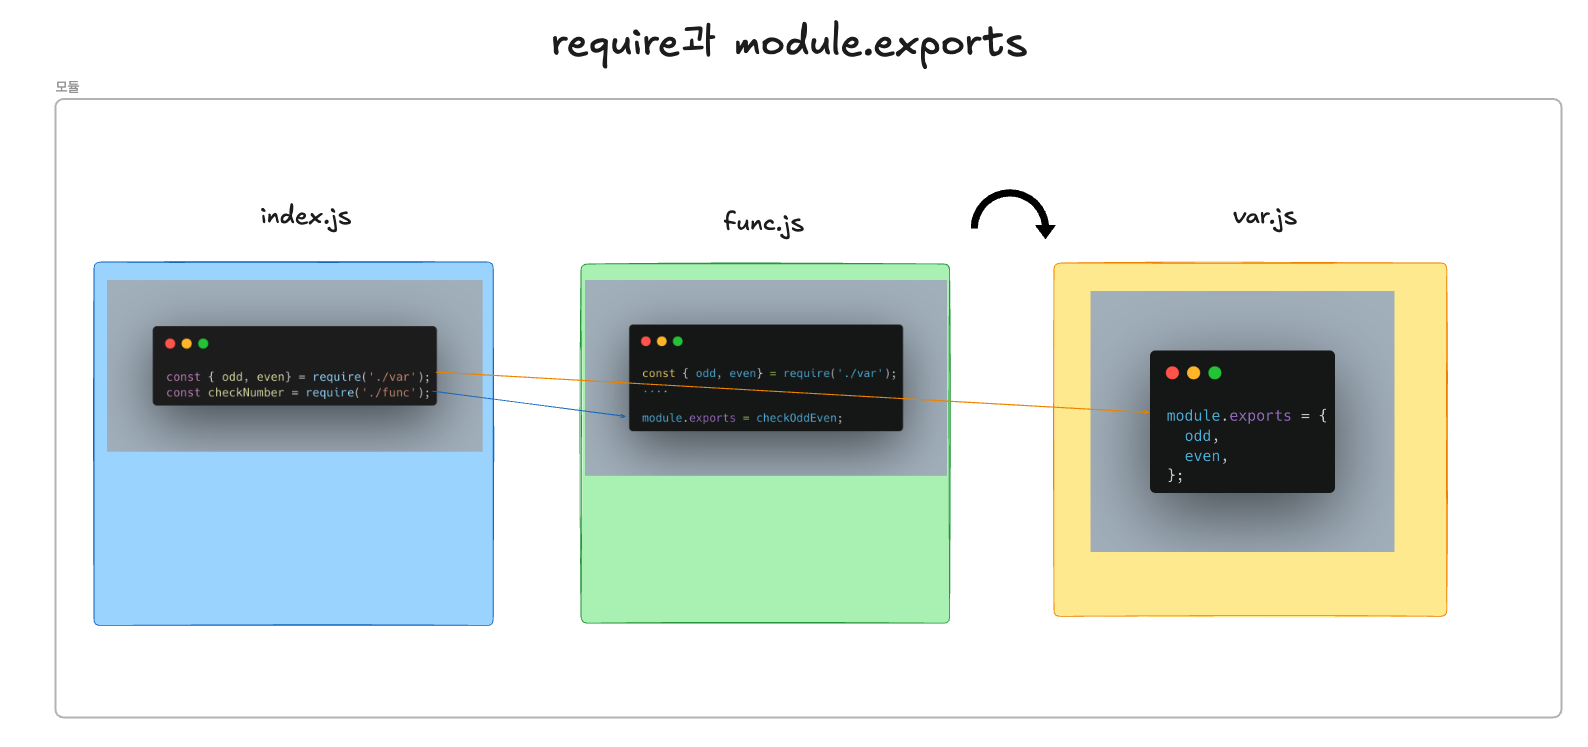 require과 module.exports
모듈
index.js
const { odd, even} = require('./var');
const checkNumber = require('./func');
func.js
const { odd, even} = require('./var');
....
module.exports = checkOddEven;
var.js
module.exports = {
odd,
even,
};